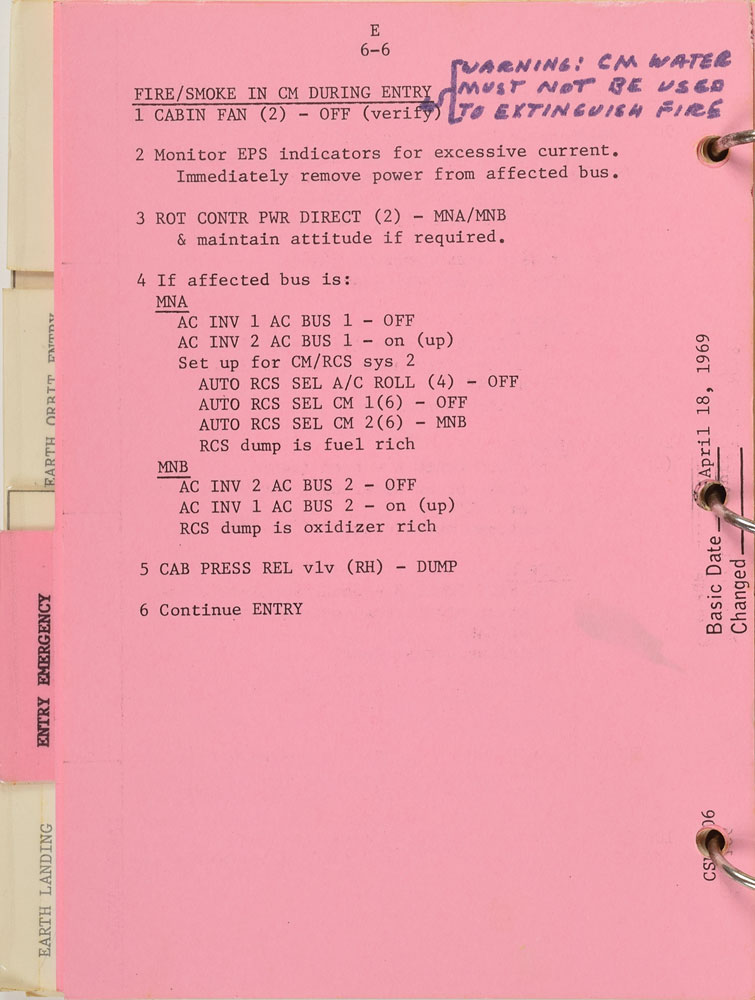 E
6-6
WARNING: CM WATER
MUST NOT BE USED
TO EXTINGUISH FIRE
FIRE/SMOKE IN CM DURING ENTRY
1 CABIN FAN (2) - OFF (verify)
2 Monitor EPS indicators for excessive current.
Immediately remove power from affected bus.
3 ROT CONTR PWR DIRECT (2) - MNA/MNB
& maintain attitude if required.
4 If affected bus is:
MNA
AC INV 1 AC BUS 1 - OFF
AC INV 2 AC BUS 1 - on (up)
Set up for CM/RCS sys 2
AUTO RCS SEL A/C ROLL (4) - OFF
AUTO RCS SEL CM 1(6) - OFF
AUTO RCS SEL CM 2(6) - MNB
RCS dump is fuel rich
MNB
AC INV 2 AC BUS 2 - OFF
AC INV 1 AC BUS 2 - on (up)
RCS dump is oxidizer rich
5 CAB PRESS REL vlv (RH) - DUMP
6 Continue ENTRY
Basic Date April 18, 1969
Changed
EARTH ORBIT ENTRY
ENTRY EMERGENCY
EARTH LANDING